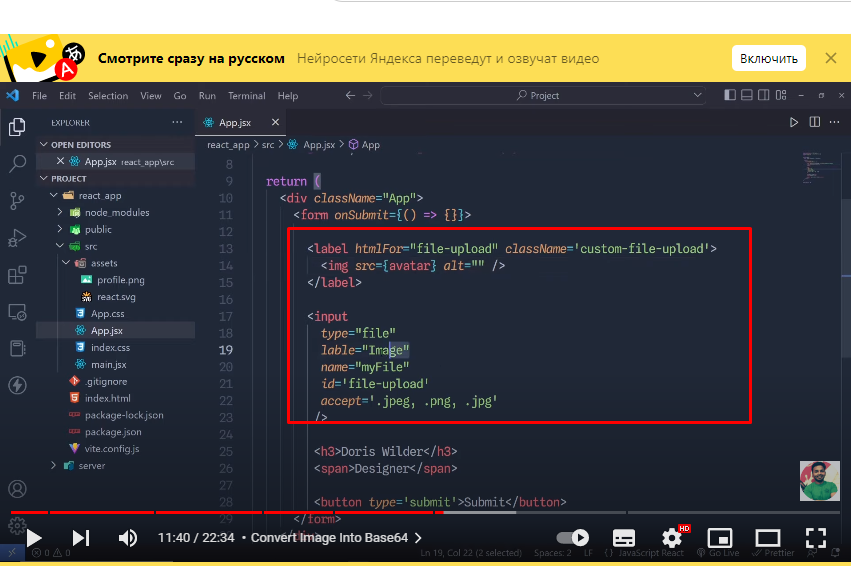 Смотрите сразу на русском Нейросети Яндекса переведут и озвучат видео Включить
File Edit Selection View Go Run Terminal Help Project
EXPLORER
App.jsx
OPEN EDITORS
App.jsx react_app\src
PROJECT
react_app
node_modules
public
src
assets
profile.png
react.svg
App.css
App.jsx
index.css
main.jsx
.gitignore
index.html
package-lock.json
package.json
vite.config.js
server
react_app > src > App.jsx > App
8
9 return (
10 <div className="App">
11 <form onSubmit={() => {}}>
12
13 <label htmlFor="file-upload" className='custom-file-upload'>
14 <img src={avatar} alt="" />
15 </label>
16
17 <input
18 type="file"
19 lable="Image"
20 name="myFile"
21 id='file-upload'
22 accept='.jpeg, .png, .jpg'
23 />
24
25 <h3>Doris Wilder</h3>
26 <span>Designer</span>
27
28 <button type='submit'>Submit</button>
29 </form>
11:40 / 22:34 • Convert Image Into Base64
HD
0 0 Ln 19, Col 22 (2 selected) Spaces: 2 LF {} JavaScript React Go Live Prettier